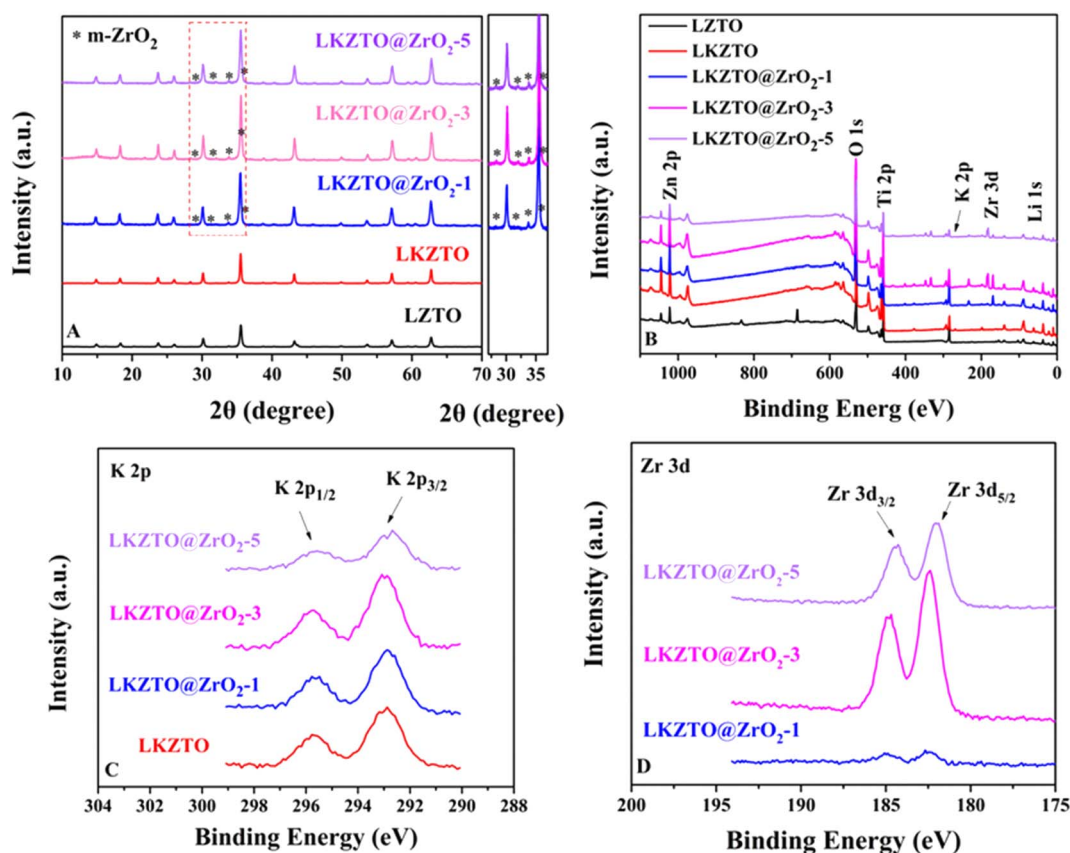 * m-ZrO₂
LKZTO@ZrO₂-5
LKZTO@ZrO₂-3
LKZTO@ZrO₂-1
LKZTO
LZTO
A
Intensity (a.u.)
10 20 30 40 50 60 70
2θ (degree)
30 35
2θ (degree)
LZTO
LKZTO
LKZTO@ZrO₂-1
LKZTO@ZrO₂-3
LKZTO@ZrO₂-5
Zn 2p
O 1s
Ti 2p
K 2p
Zr 3d
Li 1s
B
Intensity (a.u.)
1000 800 600 400 200 0
Binding Energ (eV)
K 2p
K 2p₁/₂
K 2p₃/₂
LKZTO@ZrO₂-5
LKZTO@ZrO₂-3
LKZTO@ZrO₂-1
LKZTO
C
Intensity (a.u.)
304 302 300 298 296 294 292 290 288
Binding Energy (eV)
Zr 3d
Zr 3d₃/₂
Zr 3d₅/₂
LKZTO@ZrO₂-5
LKZTO@ZrO₂-3
LKZTO@ZrO₂-1
D
Intensity (a.u.)
200 195 190 185 180 175
Binding Energy (eV)